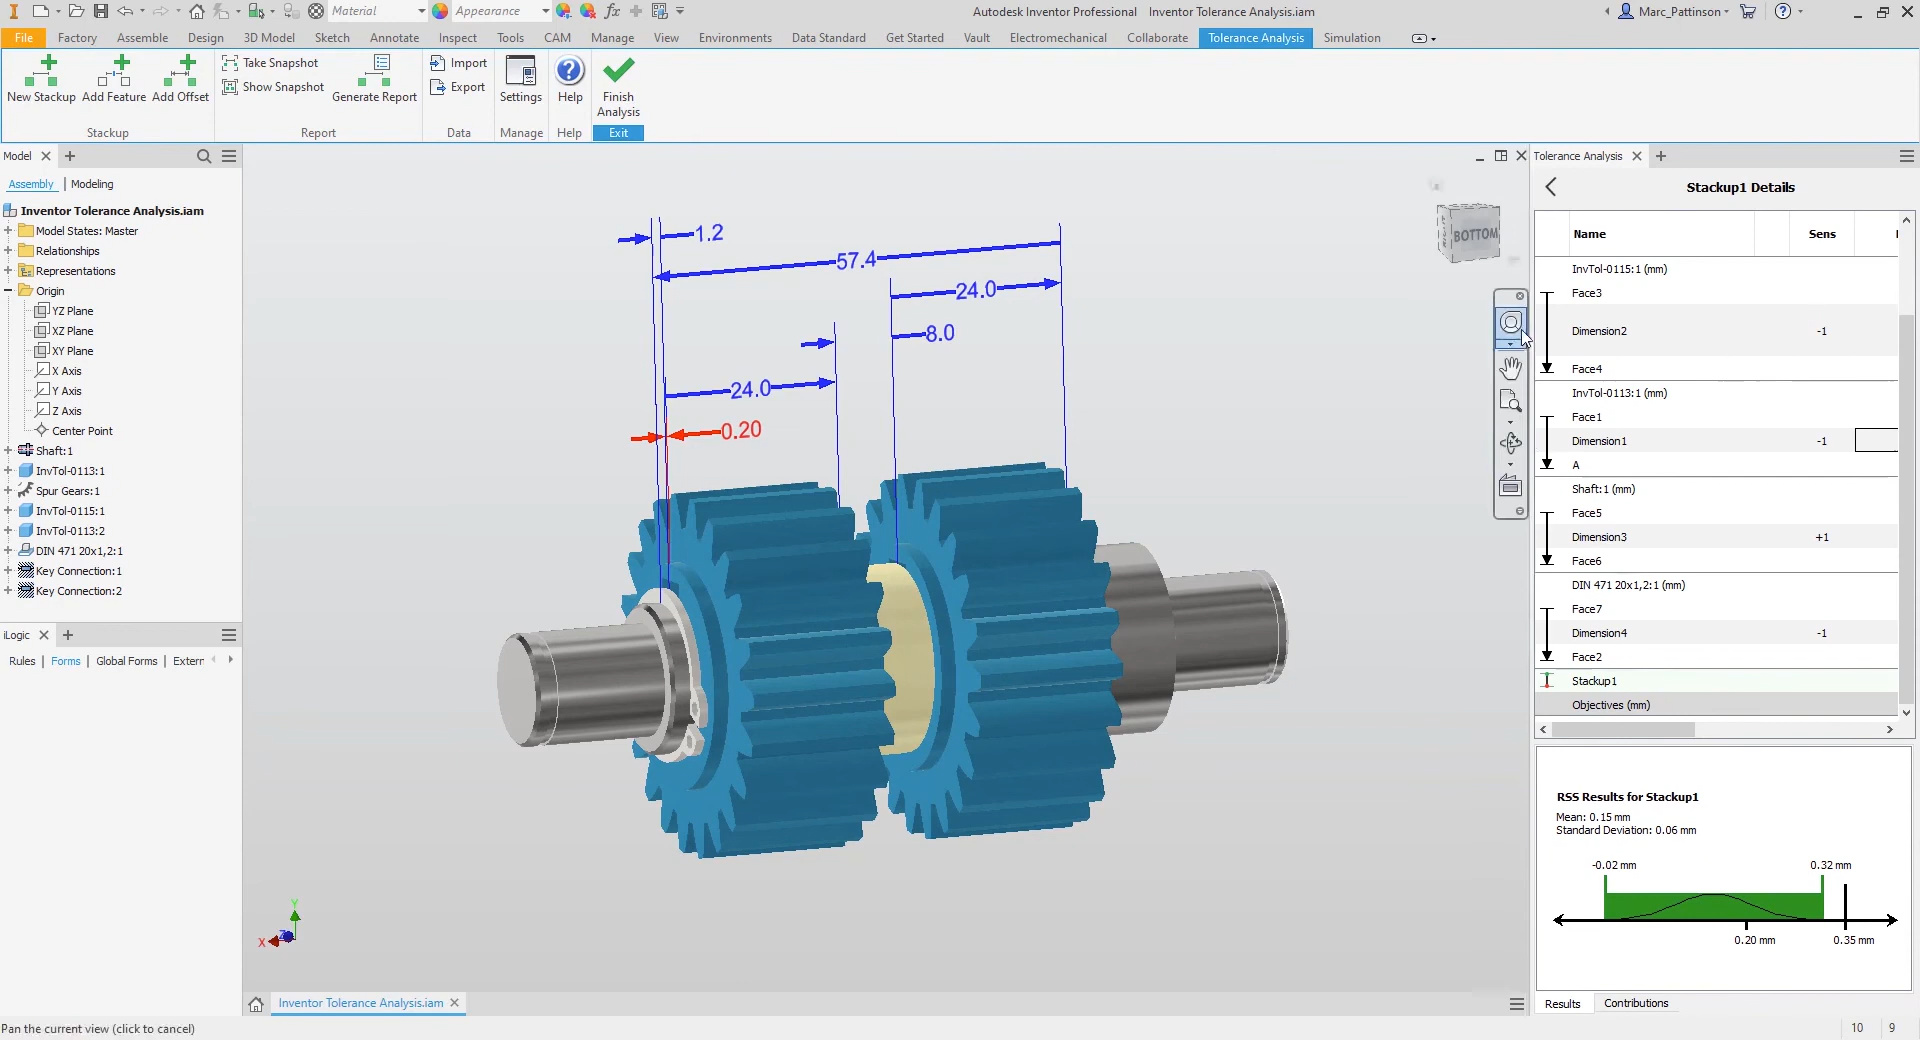 Material
Appearance
Autodesk Inventor Professional Inventor Tolerance Analysis.iam
Marc_Pattinson
File Factory Assemble Design 3D Model Sketch Annotate Inspect Tools CAM Manage View Environments Data Standard Get Started Vault Electromechanical Collaborate Tolerance Analysis Simulation
New Stackup Add Feature Add Offset
Take Snapshot
Show Snapshot
Generate Report
Import
Export
Settings
Help
Finish
Analysis
Stackup Report Data Manage Help Exit
Model
Assembly | Modeling
Inventor Tolerance Analysis.iam
Model States: Master
Relationships
Representations
Origin
YZ Plane
XZ Plane
XY Plane
X Axis
Y Axis
Z Axis
Center Point
Shaft:1
InvTol-0113:1
Spur Gears:1
InvTol-0115:1
InvTol-0113:2
DIN 471 20x1,2:1
Key Connection:1
Key Connection:2
iLogic
Rules | Forms | Global Forms | Extern
1.2
57.4
24.0
8.0
24.0
0.20
BOTTOM
Y
X
Z
Inventor Tolerance Analysis.iam
Tolerance Analysis
Stackup1 Details
Name Sens
InvTol-0115:1 (mm)
Face3
Dimension2 -1
Face4
InvTol-0113:1 (mm)
Face1
Dimension1 -1
A
Shaft:1 (mm)
Face5
Dimension3 +1
Face6
DIN 471 20x1,2:1 (mm)
Face7
Dimension4 -1
Face2
Stackup1
Objectives (mm)
RSS Results for Stackup1
Mean: 0.15 mm
Standard Deviation: 0.06 mm
-0.02 mm 0.32 mm
0.20 mm 0.35 mm
Results Contributions
Pan the current view (click to cancel)
10 9